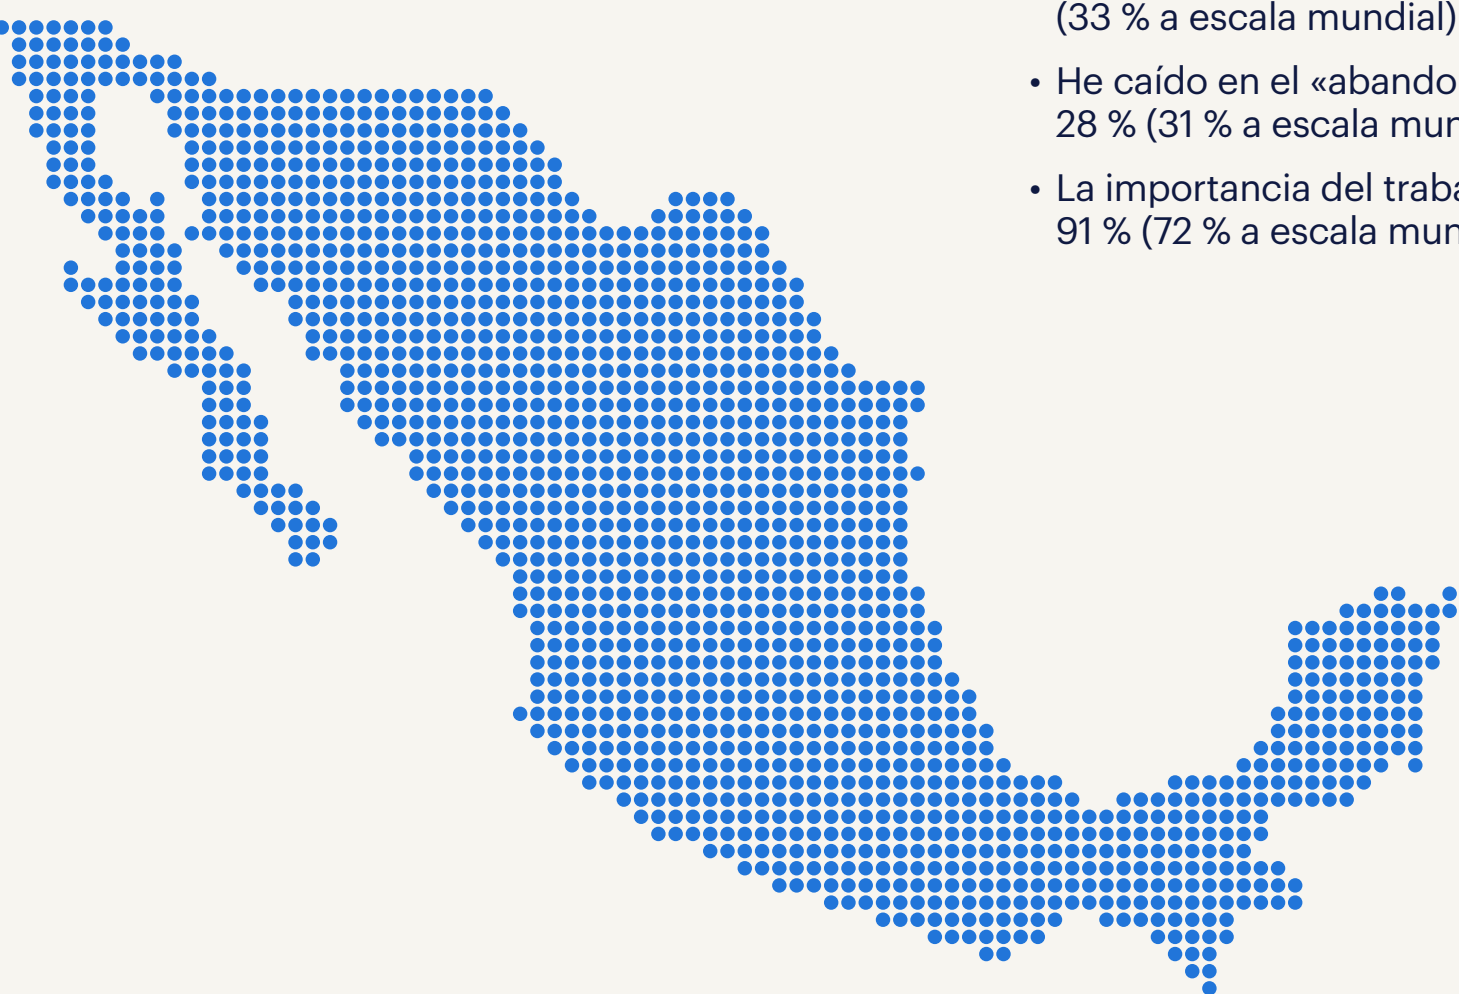 (33 % a escala mundial)
• He caído en el «abando
28 % (31 % a escala mun
• La importancia del traba
91 % (72 % a escala mun